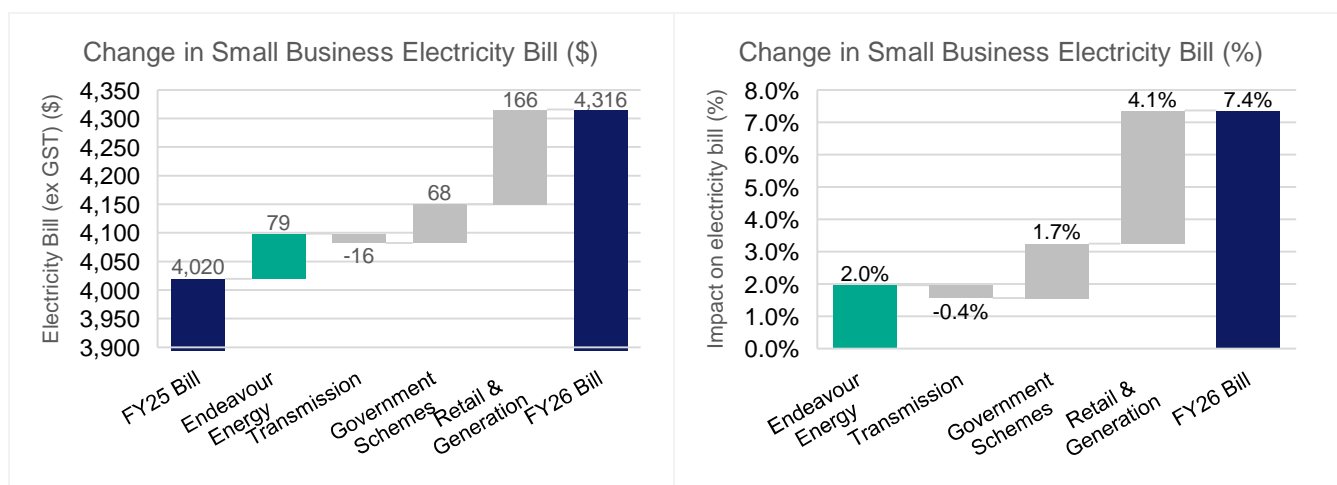 Change in Small Business Electricity Bill ($)
Electricity Bill (ex GST) ($)
4,350
4,300
4,250
4,200
4,150
4,100
4,050
4,000
3,950
3,900
4,020
79
-16
68
166
4,316
FY25 Bill
Endeavour
Energy
Transmission
Government
Schemes
Retail &
Generation
FY26 Bill
Change in Small Business Electricity Bill (%)
Impact on electricity bill (%)
8.0%
7.0%
6.0%
5.0%
4.0%
3.0%
2.0%
1.0%
0.0%
2.0%
-0.4%
1.7%
4.1%
7.4%
Endeavour
Energy
Transmission
Government
Schemes
Retail &
Generation
FY26 Bill